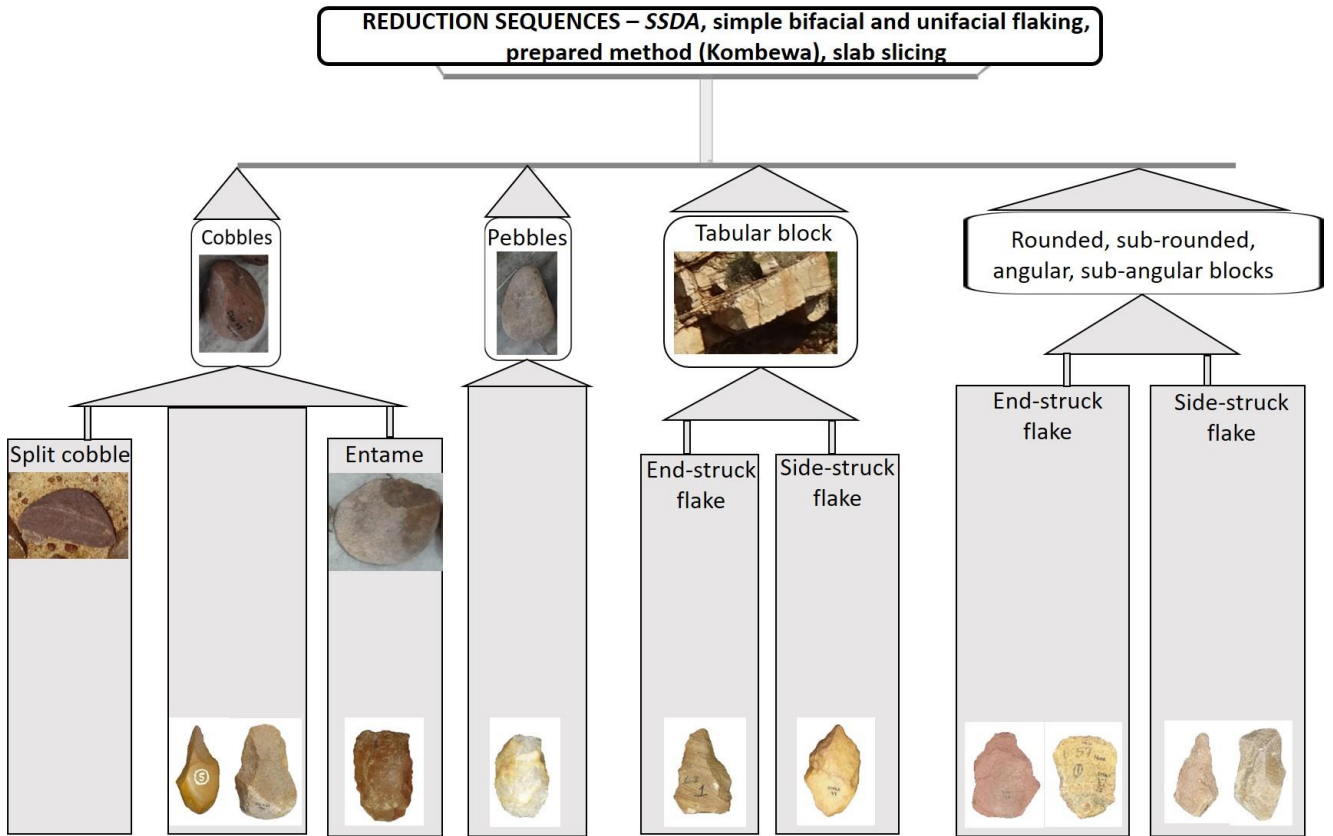 REDUCTION SEQUENCES – SSDA, simple bifacial and unifacial flaking,
prepared method (Kombewa), slab slicing
Cobbles
Pebbles
Tabular block
Rounded, sub-rounded,
angular, sub-angular blocks
Split cobble
Entame
End-struck
flake
Side-struck
flake
End-struck
flake
Side-struck
flake
5
1